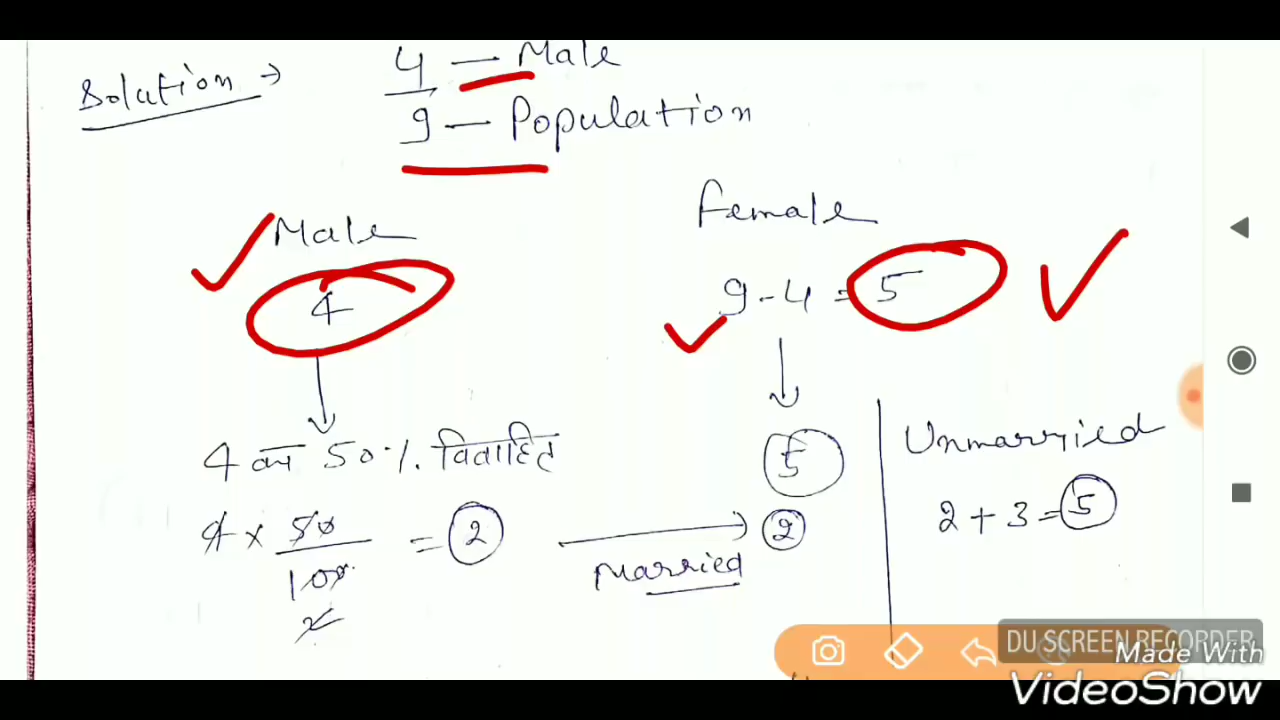 Solution → 4 — Male
9 — Population
Male
Female
4
9 - 4 = 5
4 का 50%. विवाहित
5
Unmarried
4 × 50/100 = 2
Married
2
2 + 3 = 5
2
DU SCREEN RECORDER
Made With
VideoShow